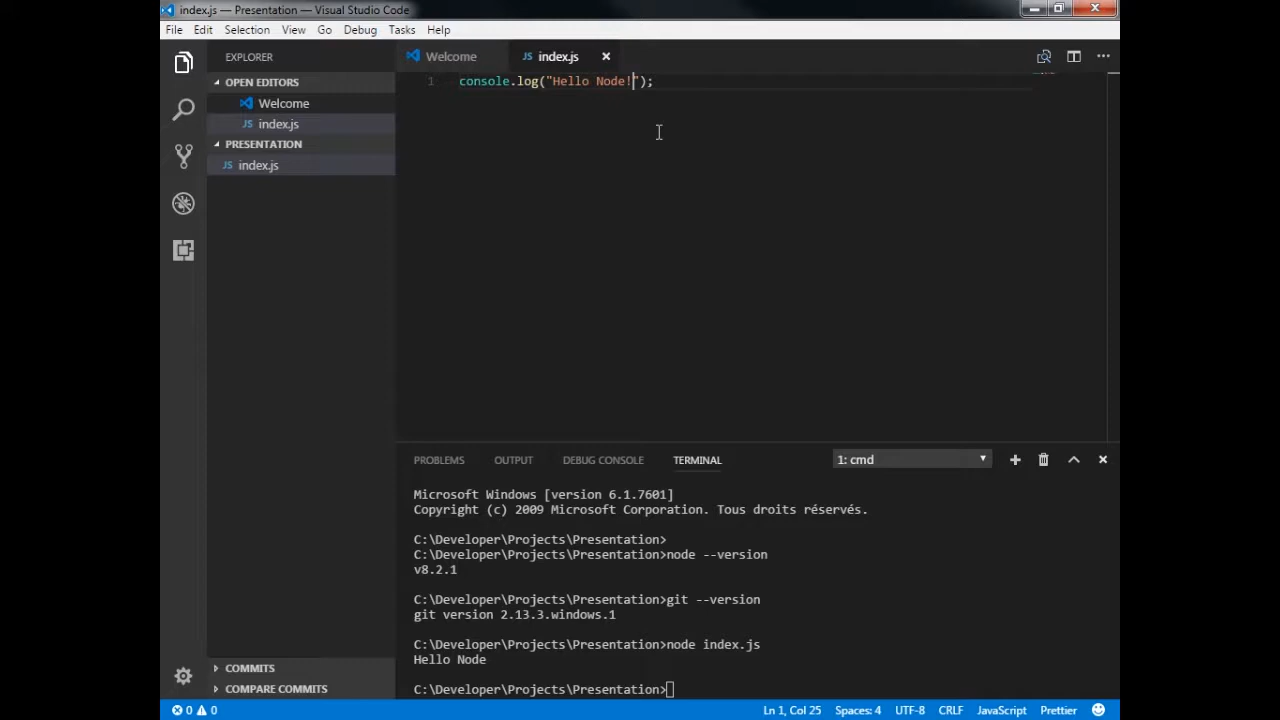 index.js — Presentation — Visual Studio Code
File Edit Selection View Go Debug Tasks Help
EXPLORER
Welcome
JS index.js
OPEN EDITORS
Welcome
JS index.js
PRESENTATION
JS index.js
COMMITS
COMPARE COMMITS
1 console.log("Hello Node!");
PROBLEMS OUTPUT DEBUG CONSOLE TERMINAL
1: cmd
Microsoft Windows [version 6.1.7601]
Copyright (c) 2009 Microsoft Corporation. Tous droits réservés.
C:\Developer\Projects\Presentation>
C:\Developer\Projects\Presentation>node --version
v8.2.1
C:\Developer\Projects\Presentation>git --version
git version 2.13.3.windows.1
C:\Developer\Projects\Presentation>node index.js
Hello Node
C:\Developer\Projects\Presentation>
0 0
Ln 1, Col 25 Spaces: 4 UTF-8 CRLF JavaScript Prettier